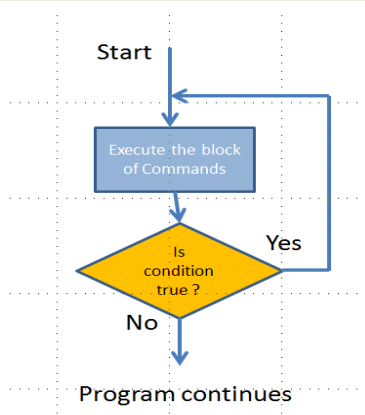 Start
Execute the block
of Commands
Is
condition
true ?
Yes
No
Program continues